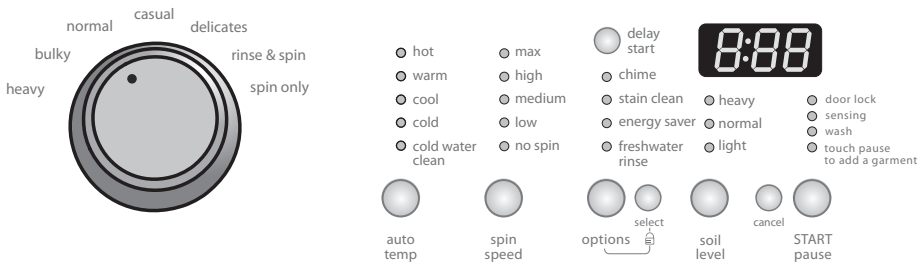 casual
normal
delicates
bulky
rinse & spin
heavy
spin only
hot
warm
cool
cold
cold water
clean
auto
temp
max
high
medium
low
no spin
spin
speed
delay
start
chime
stain clean
energy saver
freshwater
rinse
options
select
8:88
heavy
normal
light
soil
level
door lock
sensing
wash
touch pause
to add a garment
cancel
START
pause